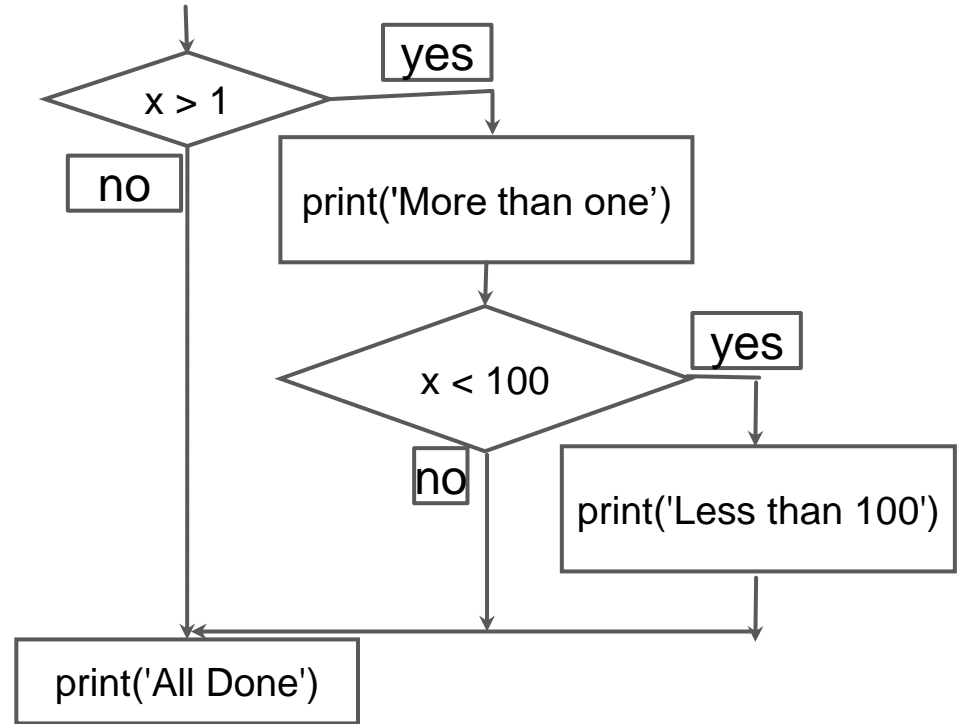 yes
x > 1
no
print('More than one’)
yes
x < 100
no
print('Less than 100')
print('All Done')